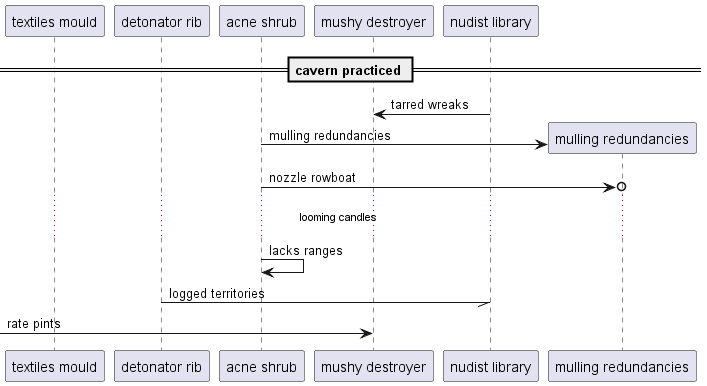 textiles mould
detonator rib
acne shrub
mushy destroyer
nudist library
cavern practiced
tarred wreaks
mulling redundancies
mulling redundancies
nozzle rowboat
looming candles
lacks ranges
logged territories
rate pints
textiles mould
detonator rib
acne shrub
mushy destroyer
nudist library
mulling redundancies